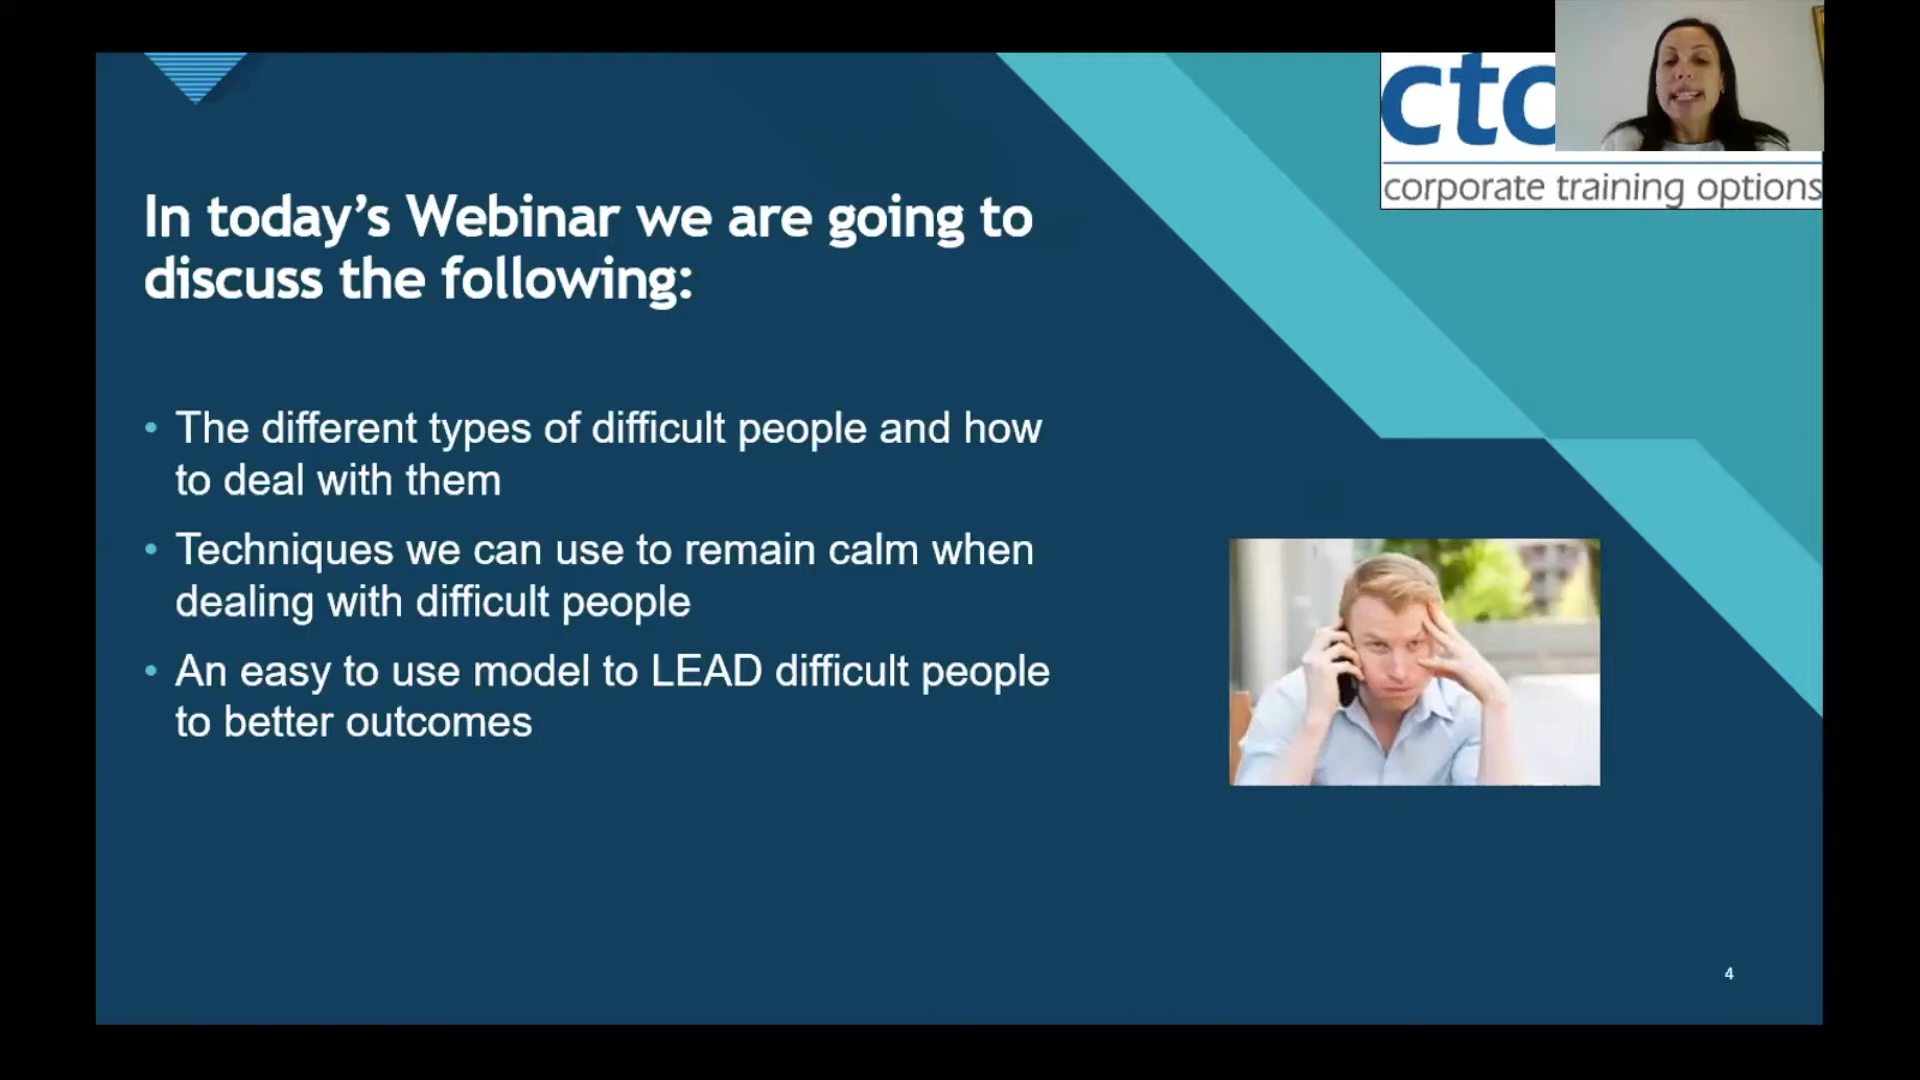 cto
corporate training options
In today’s Webinar we are going to
discuss the following:
• The different types of difficult people and how
to deal with them
• Techniques we can use to remain calm when
dealing with difficult people
• An easy to use model to LEAD difficult people
to better outcomes
4